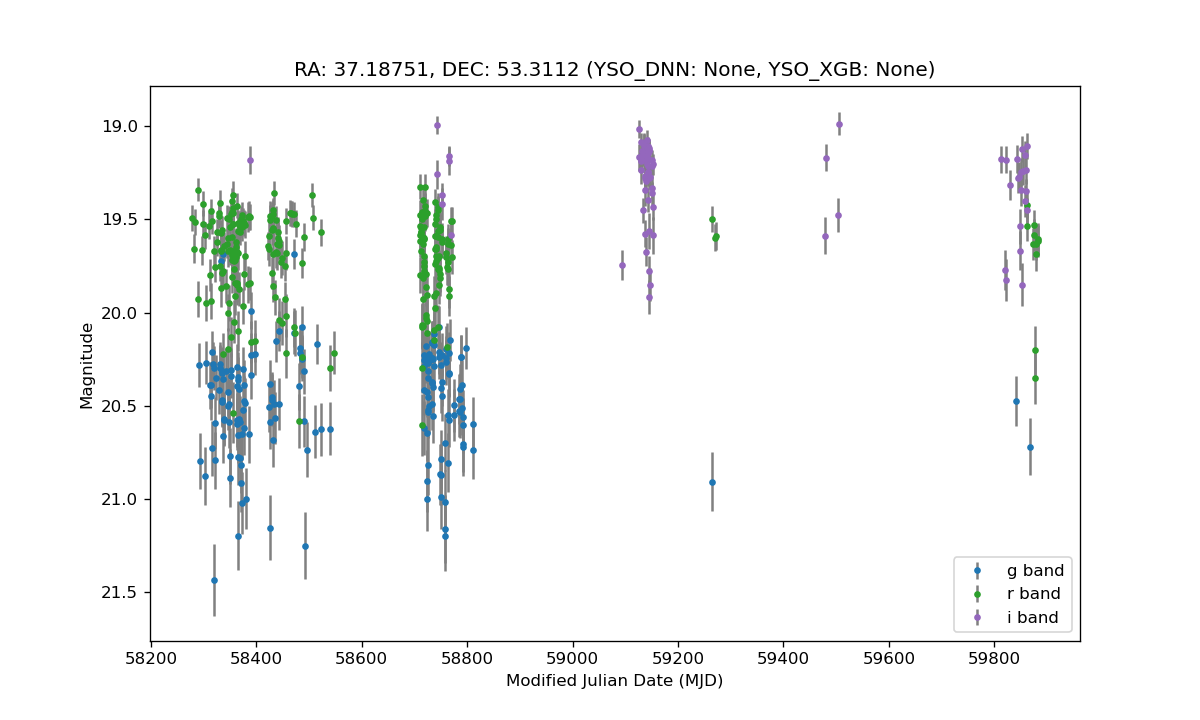 RA: 37.18751, DEC: 53.3112 (YSO_DNN: None, YSO_XGB: None)
Magnitude
19.0
19.5
20.0
20.5
21.0
21.5
g band
r band
i band
58200
58400
58600
58800
59000
59200
59400
59600
59800
Modified Julian Date (MJD)